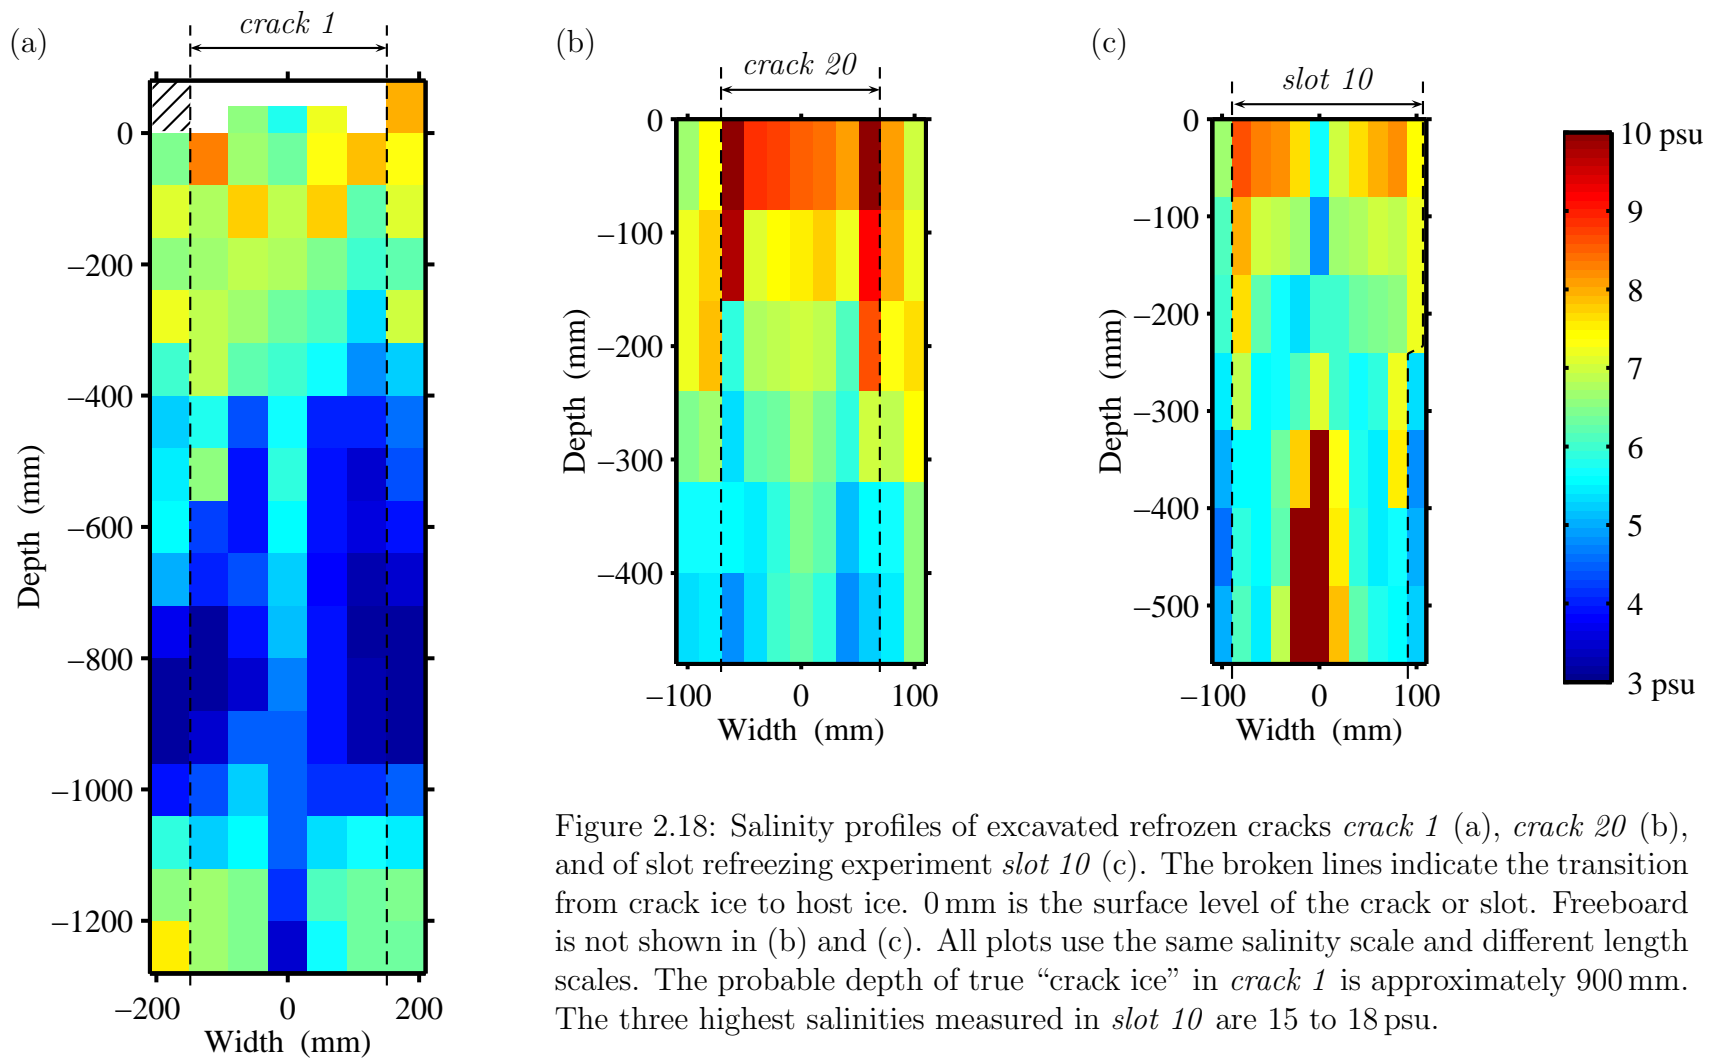 (a)
crack 1
0
−200
−400
−600
−800
−1000
−1200
Depth (mm)
−200 0 200
Width (mm)
(b)
crack 20
0
−100
−200
−300
−400
Depth (mm)
−100 0 100
Width (mm)
(c)
slot 10
0
−100
−200
−300
−400
−500
Depth (mm)
−100 0 100
Width (mm)
10 psu
9
8
7
6
5
4
3 psu
Figure 2.18: Salinity profiles of excavated refrozen cracks crack 1 (a), crack 20 (b),
and of slot refreezing experiment slot 10 (c). The broken lines indicate the transition
from crack ice to host ice. 0 mm is the surface level of the crack or slot. Freeboard
is not shown in (b) and (c). All plots use the same salinity scale and different length
scales. The probable depth of true “crack ice” in crack 1 is approximately 900 mm.
The three highest salinities measured in slot 10 are 15 to 18 psu.